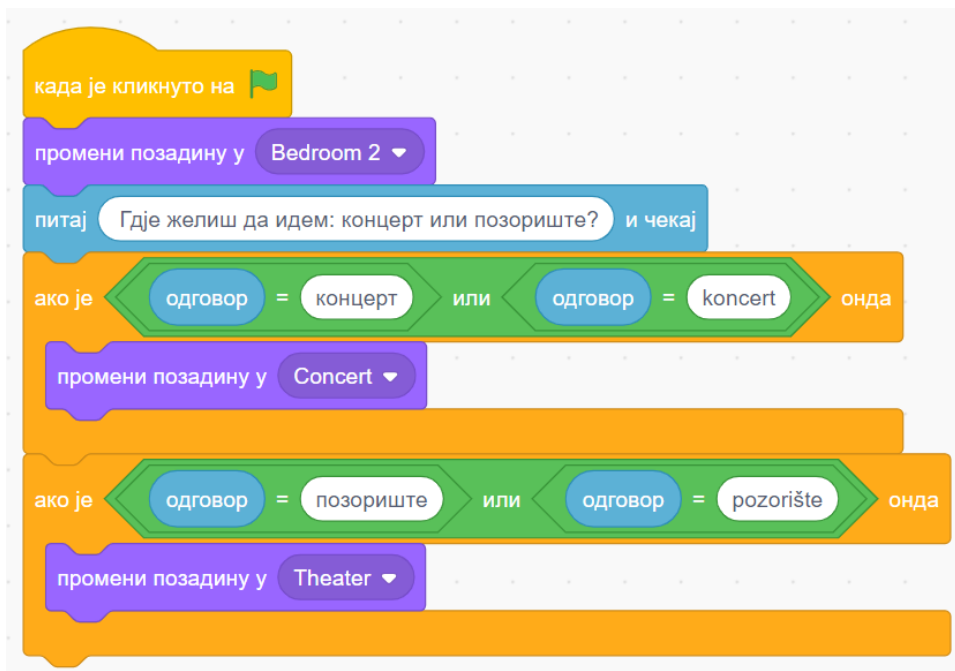 када је кликнуто на
промени позадину у Bedroom 2
питај Гдје желиш да идем: концерт или позориште? и чекај
ако је одговор = концерт или одговор = koncert онда
промени позадину у Concert
ако је одговор = позориште или одговор = pozorište онда
промени позадину у Theater